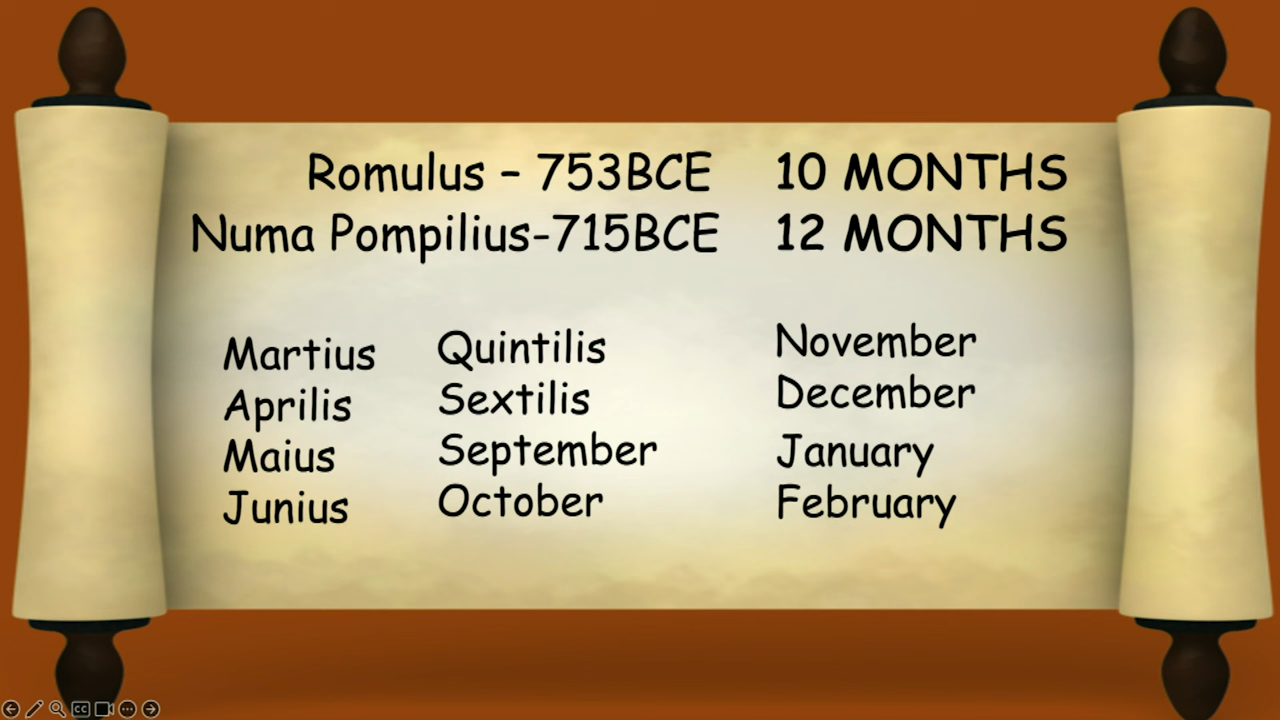 Romulus – 753BCE 10 MONTHS
Numa Pompilius-715BCE 12 MONTHS
Martius
Aprilis
Maius
Junius
Quintilis
Sextilis
September
October
November
December
January
February
CC